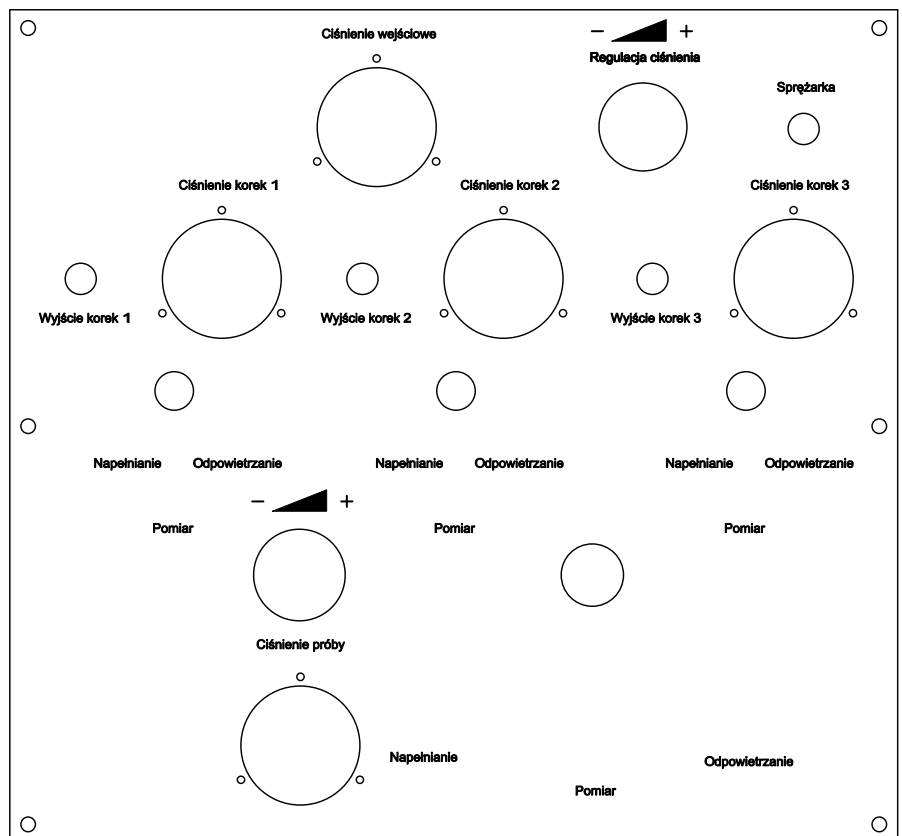 Ciśnienie wejściowe
− +
Regulacja ciśnienia
Sprężarka
Ciśnienie korek 1
Ciśnienie korek 2
Ciśnienie korek 3
Wyjście korek 1
Wyjście korek 2
Wyjście korek 3
Napełnianie Odpowietrzanie
Napełnianie Odpowietrzanie
Napełnianie Odpowietrzanie
− +
Pomiar
Pomiar
Pomiar
Ciśnienie próby
Napełnianie
Odpowietrzanie
Pomiar